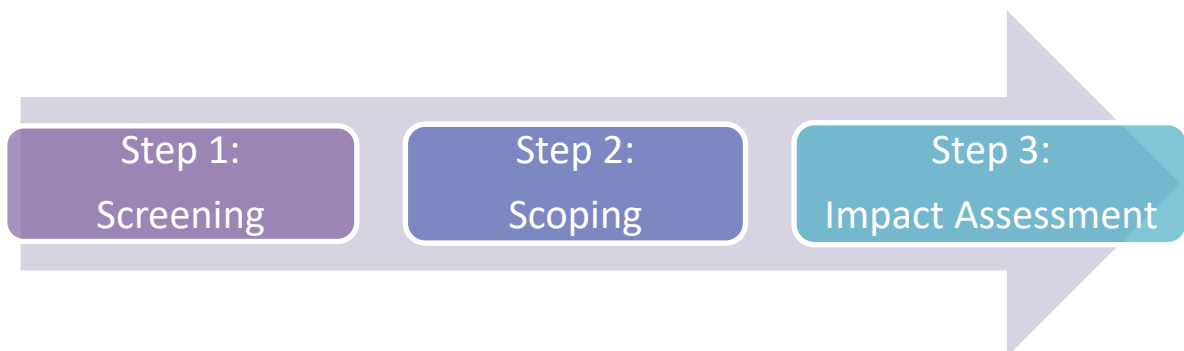 Step 1:
Screening
Step 2:
Scoping
Step 3:
Impact Assessment